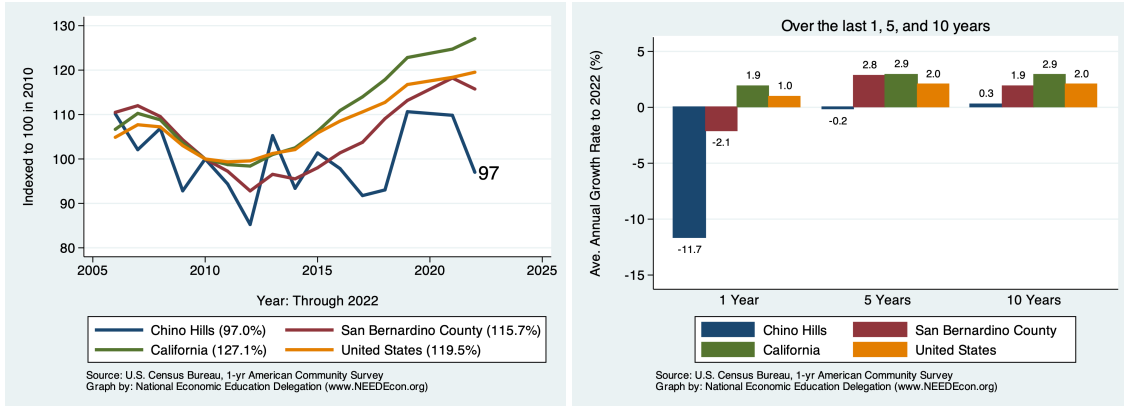 130
120
110
100
90
80
Indexed to 100 in 2010
97
2005
2010
2015
2020
2025
Year: Through 2022
Chino Hills (97.0%)
San Bernardino County (115.7%)
California (127.1%)
United States (119.5%)
Source: U.S. Census Bureau, 1-yr American Community Survey
Graph by: National Economic Education Delegation (www.NEEDEcon.org)
Over the last 1, 5, and 10 years
Ave. Annual Growth Rate to 2022 (%)
5
0
-5
-10
-15
-11.7
-2.1
1.9
1.0
-0.2
2.8
2.9
2.0
0.3
1.9
2.9
2.0
1 Year
5 Years
10 Years
Chino Hills
San Bernardino County
California
United States
Source: U.S. Census Bureau, 1-yr American Community Survey
Graph by: National Economic Education Delegation (www.NEEDEcon.org)